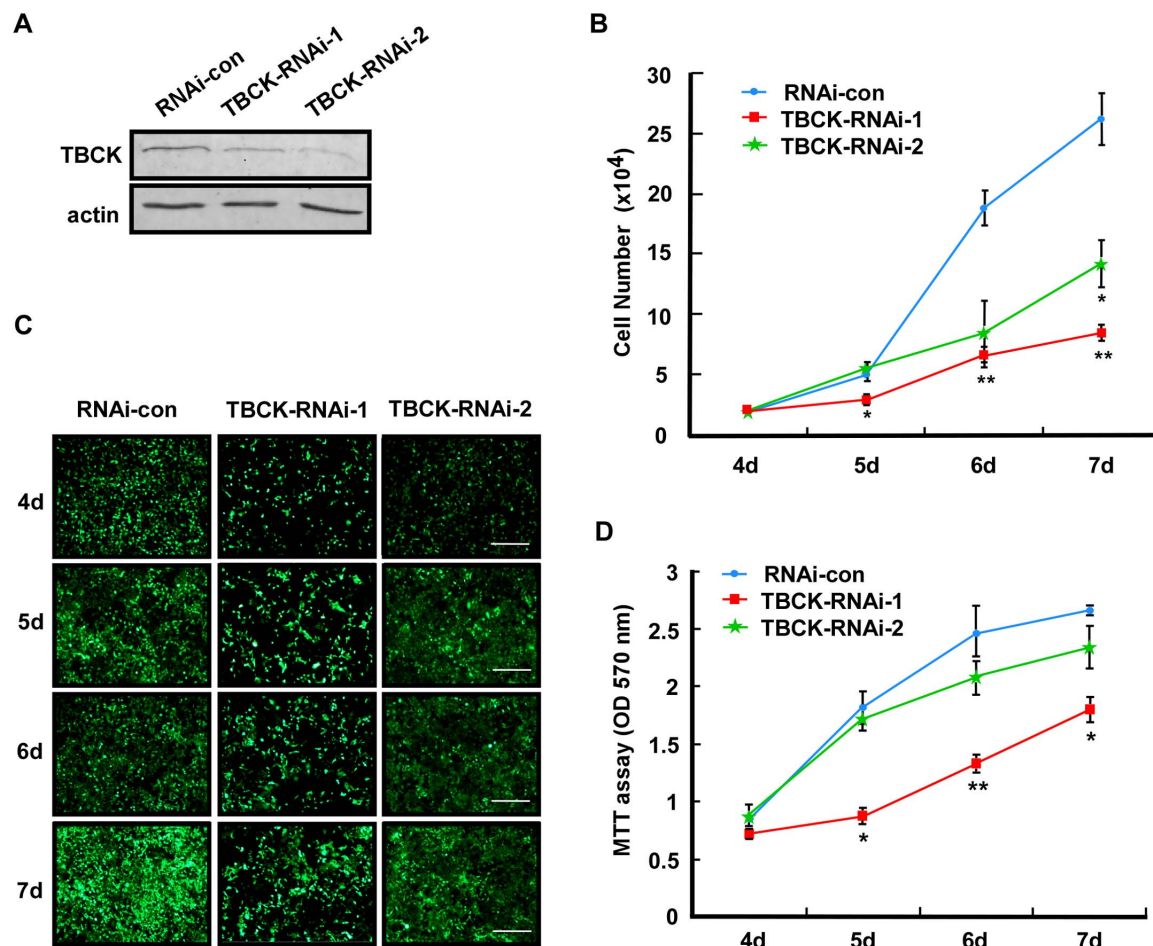 A
RNAi-con
TBCK-RNAi-1
TBCK-RNAi-2
TBCK
actin
B
30
25
20
15
10
5
0
Cell Number (x10⁴)
RNAi-con
TBCK-RNAi-1
TBCK-RNAi-2
*
**
*
**
4d
5d
6d
7d
C
RNAi-con
TBCK-RNAi-1
TBCK-RNAi-2
4d
5d
6d
7d
D
3
2.5
2
1.5
1
0.5
0
MTT assay (OD 570 nm)
RNAi-con
TBCK-RNAi-1
TBCK-RNAi-2
*
**
*
4d
5d
6d
7d